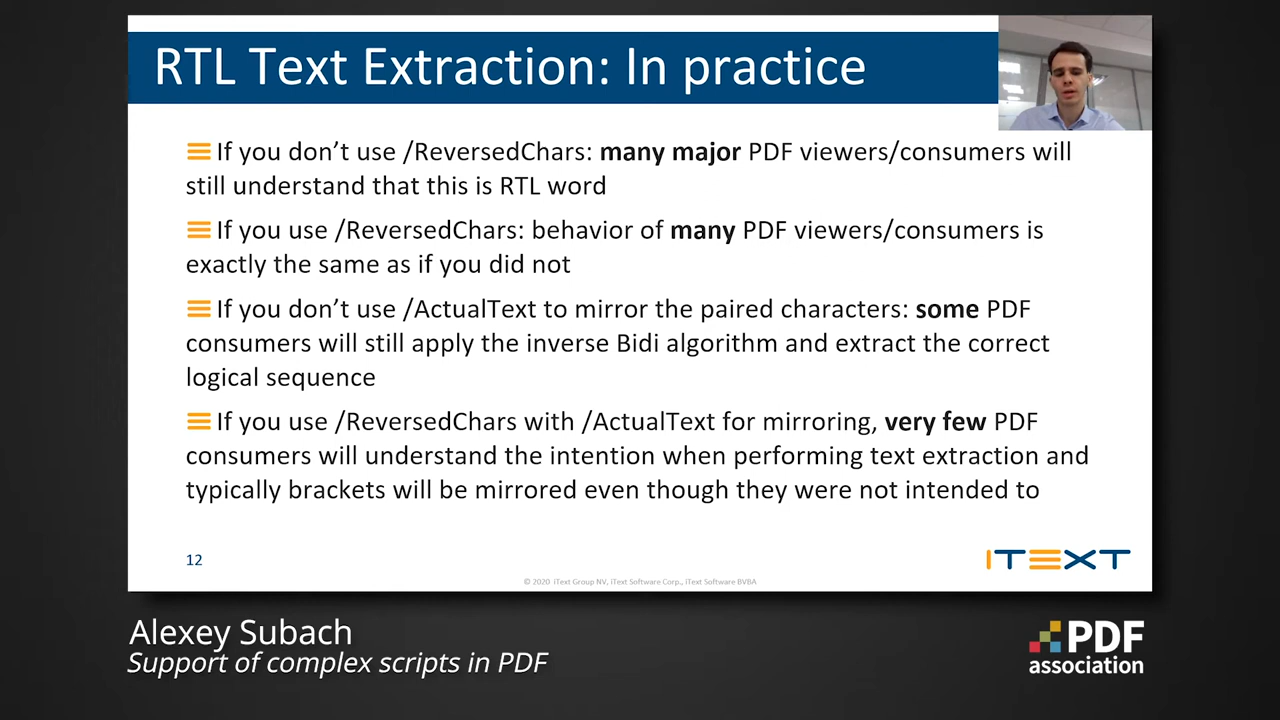 RTL Text Extraction: In practice
If you don’t use /ReversedChars: many major PDF viewers/consumers will
still understand that this is RTL word
If you use /ReversedChars: behavior of many PDF viewers/consumers is
exactly the same as if you did not
If you don’t use /ActualText to mirror the paired characters: some PDF
consumers will still apply the inverse Bidi algorithm and extract the correct
logical sequence
If you use /ReversedChars with /ActualText for mirroring, very few PDF
consumers will understand the intention when performing text extraction and
typically brackets will be mirrored even though they were not intended to
12
ITEXT
© 2020 iText Group NV, iText Software Corp., iText Software BVBA
Alexey Subach
Support of complex scripts in PDF
PDF
association